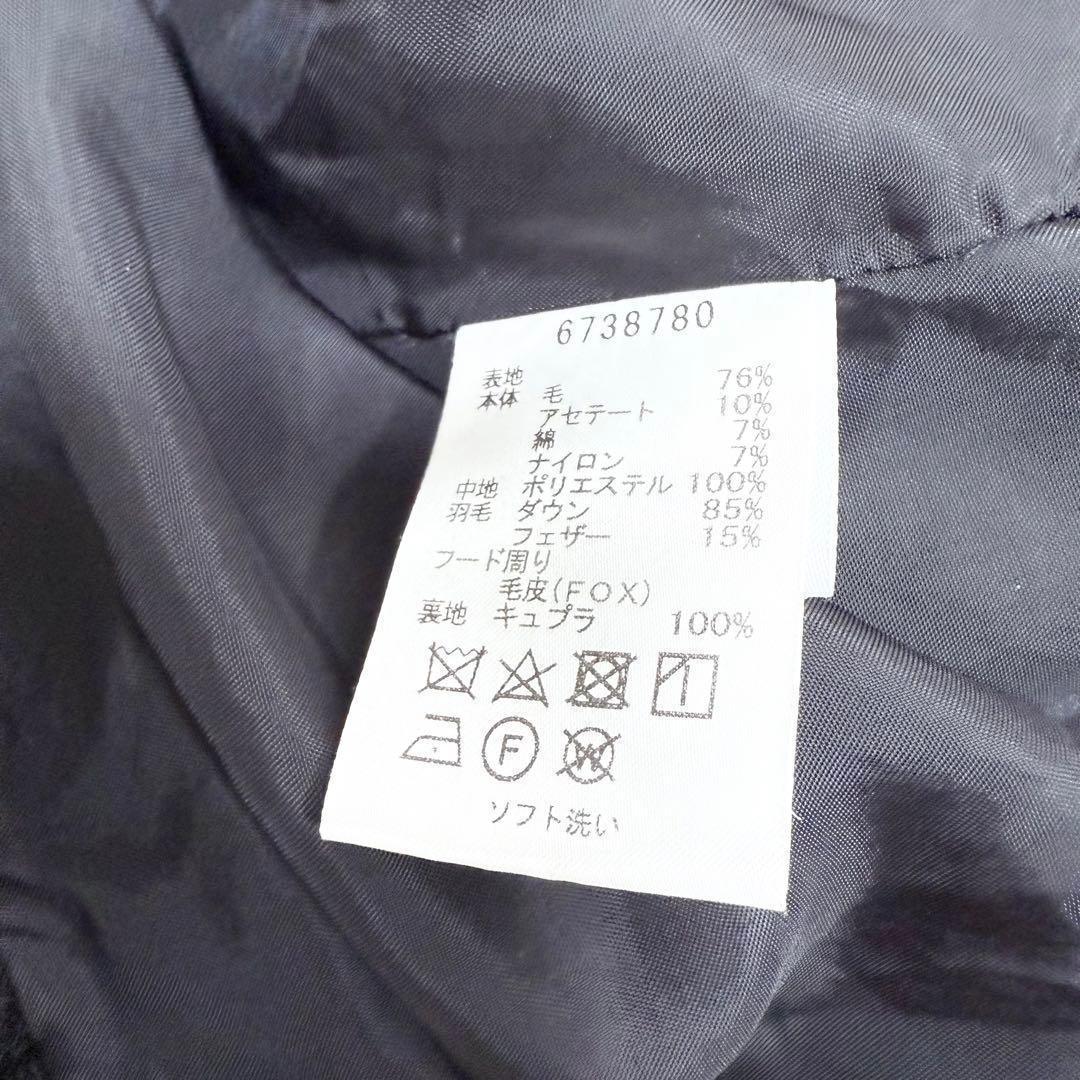 6738780
表地 76%
本体 毛 10%
アセテート 7%
綿 7%
ナイロン
中地 ポリエステル 100%
羽毛 ダウン 85%
フェザー 15%
フード周り
毛皮(FOX)
裏地 キュプラ 100%
F W
ソフト洗い